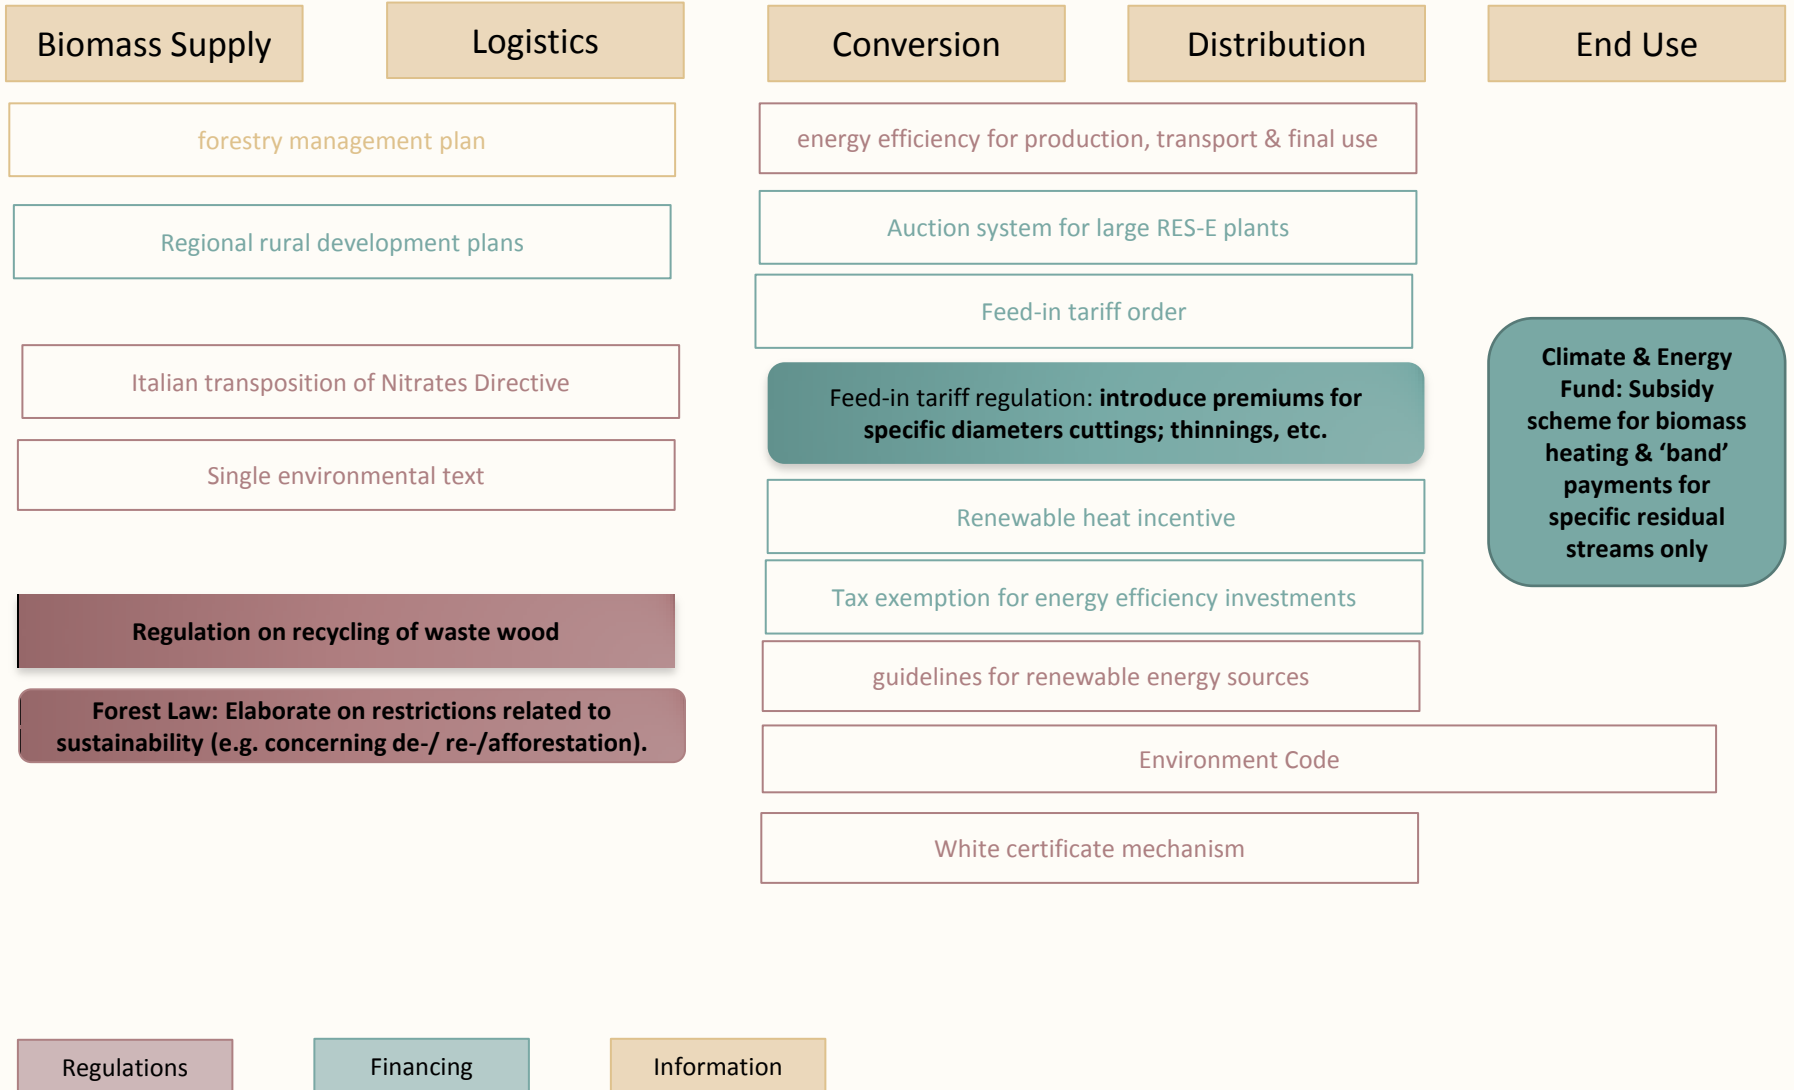 Biomass Supply
Logistics
Conversion
Distribution
End Use
forestry management plan
Regional rural development plans
Italian transposition of Nitrates Directive
Single environmental text
Regulation on recycling of waste wood
Forest Law: Elaborate on restrictions related to
sustainability (e.g. concerning de-/ re-/afforestation).
energy efficiency for production, transport & final use
Auction system for large RES-E plants
Feed-in tariff order
Feed-in tariff regulation: introduce premiums for
specific diameters cuttings; thinnings, etc.
Renewable heat incentive
Tax exemption for energy efficiency investments
guidelines for renewable energy sources
Environment Code
White certificate mechanism
Climate & Energy
Fund: Subsidy
scheme for biomass
heating & ‘band’
payments for
specific residual
streams only
Regulations
Financing
Information